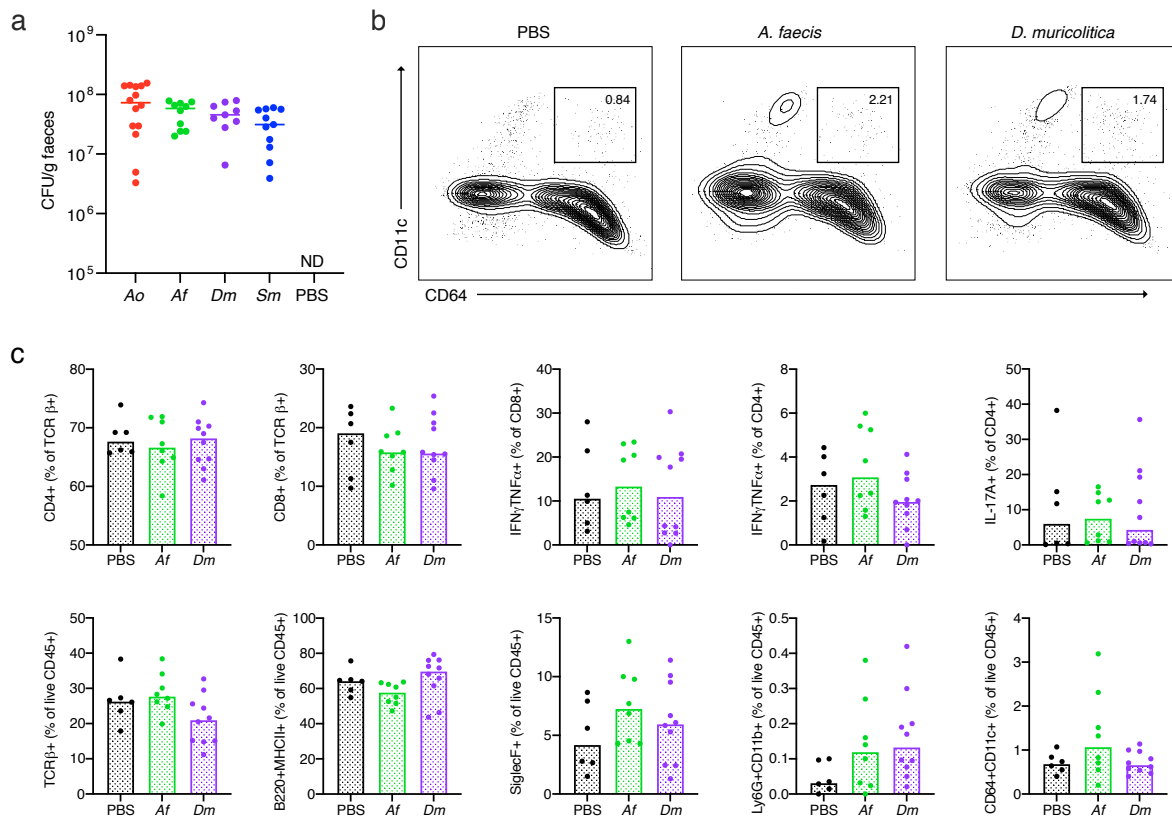 a
CFU/g faeces
10^9
10^8
10^7
10^6
10^5
ND
Ao Af Dm Sm PBS
b
PBS A. faecis D. muricolitica
0.84 2.21 1.74
CD11c
CD64
c
CD4+ (% of TCR β+)
80
70
60
50
PBS Af Dm
CD8+ (% of TCR β+)
30
20
10
0
PBS Af Dm
IFNγTNFα+ (% of CD8+)
40
30
20
10
0
PBS Af Dm
IFNγTNFα+ (% of CD4+)
8
6
4
2
0
PBS Af Dm
IL-17A+ (% of CD4+)
50
40
30
20
10
0
PBS Af Dm
TCRβ+ (% of live CD45+)
50
40
30
20
10
0
PBS Af Dm
B220+MHCII+ (% of live CD45+)
100
80
60
40
20
0
PBS Af Dm
SiglecF+ (% of live CD45+)
15
10
5
0
PBS Af Dm
Ly6G+CD11b+ (% of live CD45+)
0.5
0.4
0.3
0.2
0.1
0.0
PBS Af Dm
CD64+CD11c+ (% of live CD45+)
4
3
2
1
0
PBS Af Dm